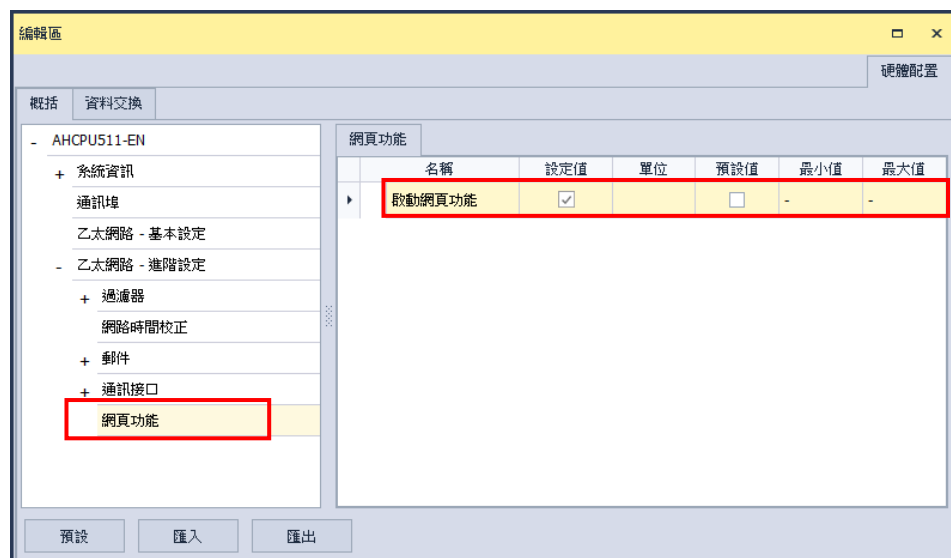 編輯區
硬體配置
概括 資料交換
- AHCPU511-EN
+ 系統資訊
通訊埠
乙太網路 - 基本設定
- 乙太網路 - 進階設定
+ 過濾器
網路時間校正
+ 郵件
+ 通訊接口
網頁功能
網頁功能
名稱 設定值 單位 預設值 最小值 最大值
啟動網頁功能 - -
預設 匯入 匯出